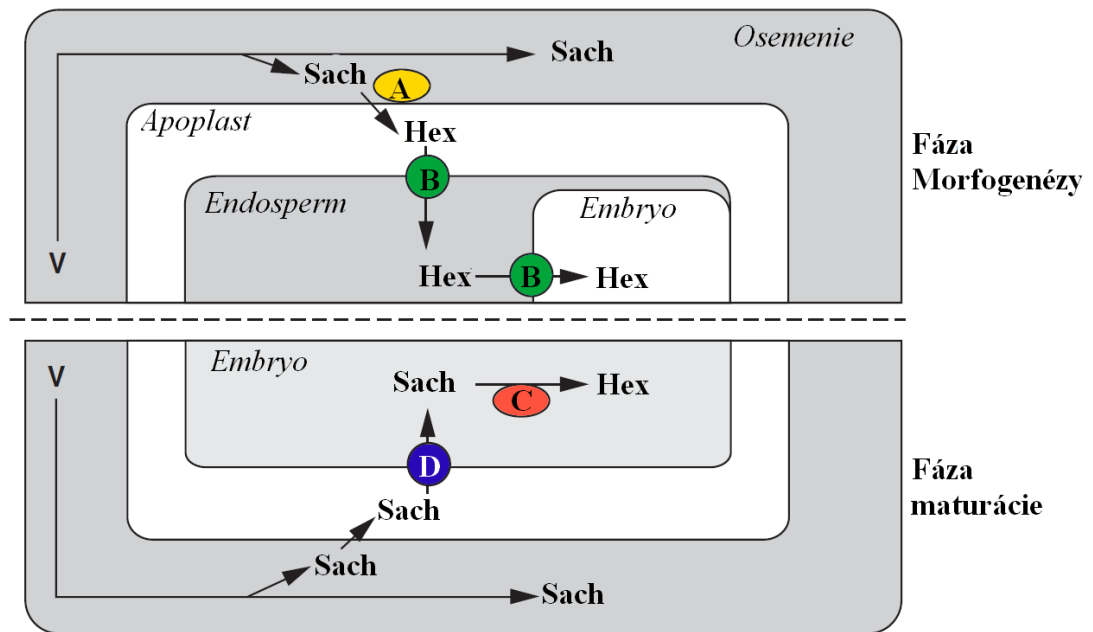 Osemenie
Sach
Sach
A
Apoplast
Hex
Fáza
Morfogenézy
B
Endosperm
Embryo
V
Hex
B
Hex
V
Embryo
Sach
Hex
C
D
Fáza
maturácie
Sach
Sach
Sach